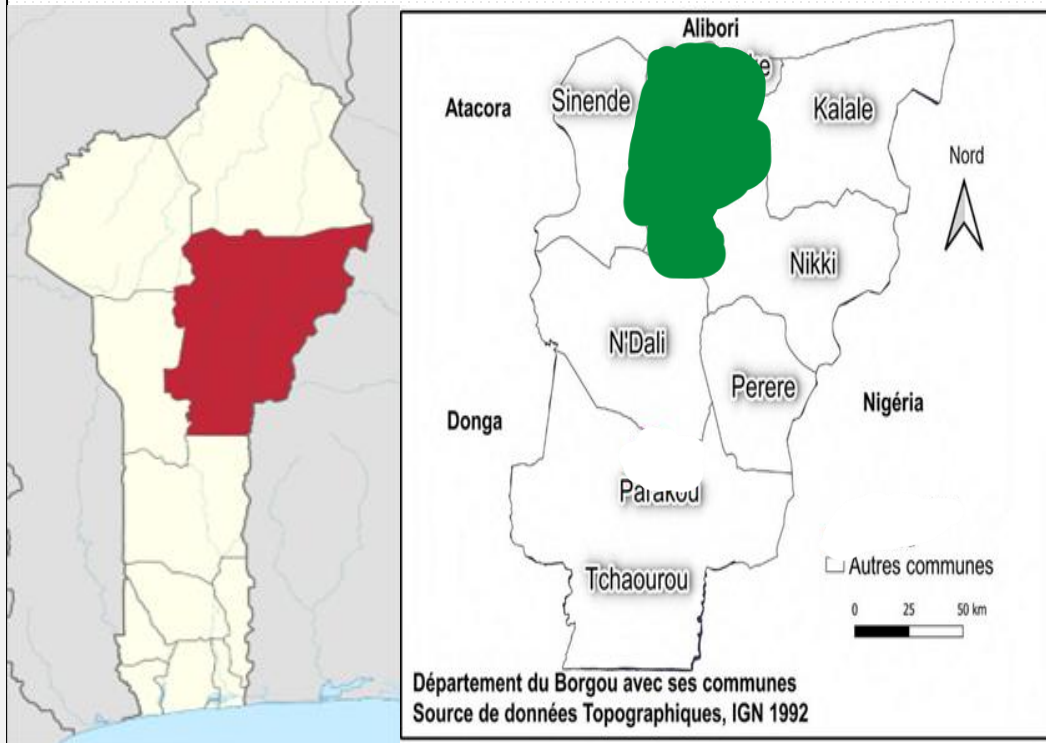 Alibori
Atacora
Sinende
Kalale
Nord
Nikki
N'Dali
Perere
Nigéria
Donga
Parakou
Tchaourou
Autres communes
0 25 50 km
Département du Borgou avec ses communes
Source de données Topographiques, IGN 1992